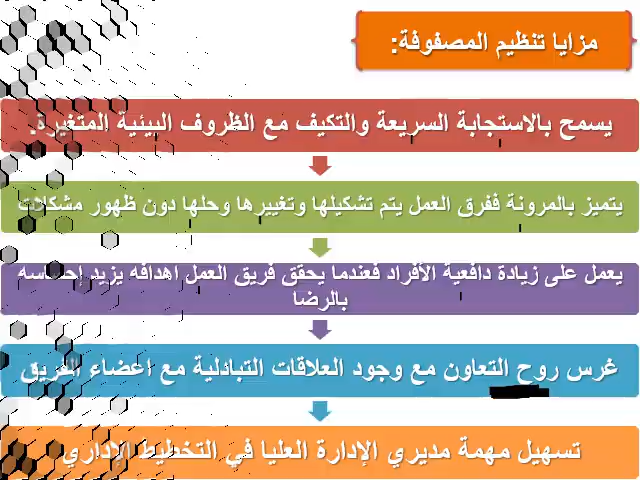 مزايا تنظيم المصفوفة:
يسمح بالاستجابة السريعة والتكيف مع الظروف البيئية المتغيرة.
يتميز بالمرونة ففرق العمل يتم تشكيلها وتغييرها وحلها دون ظهور مشكلات
يعمل على زيادة دافعية الأفراد فعندما يحقق فريق العمل اهدافه يزيد إحساسه
بالرضا
غرس روح التعاون مع وجود العلاقات التبادلية مع اعضاء الفريق
تسهيل مهمة مديري الإدارة العليا في التخطيط الإداري